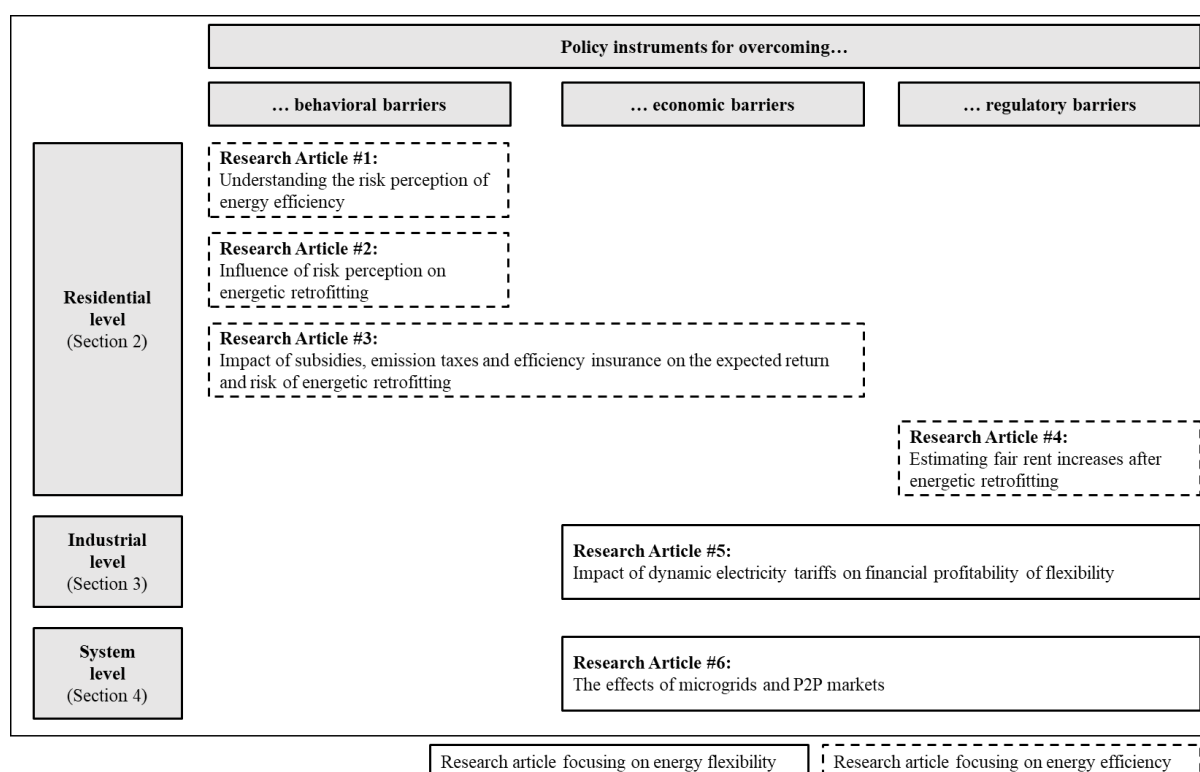 Policy instruments for overcoming…
… behavioral barriers
… economic barriers
… regulatory barriers
Residential
level
(Section 2)
Research Article #1:
Understanding the risk perception of
energy efficiency
Research Article #2:
Influence of risk perception on
energetic retrofitting
Research Article #3:
Impact of subsidies, emission taxes and efficiency insurance on the expected return
and risk of energetic retrofitting
Research Article #4:
Estimating fair rent increases after
energetic retrofitting
Industrial
level
(Section 3)
Research Article #5:
Impact of dynamic electricity tariffs on financial profitability of flexibility
System
level
(Section 4)
Research Article #6:
The effects of microgrids and P2P markets
Research article focusing on energy flexibility
Research article focusing on energy efficiency